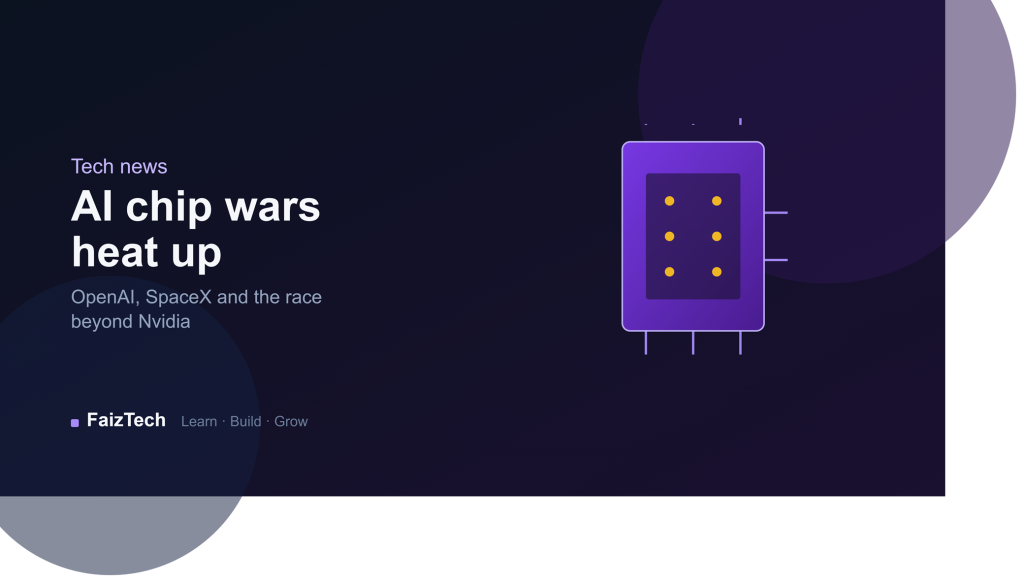 Tech news
AI chip wars
heat up
OpenAI, SpaceX and the race
beyond Nvidia
FaizTech Learn · Build · Grow